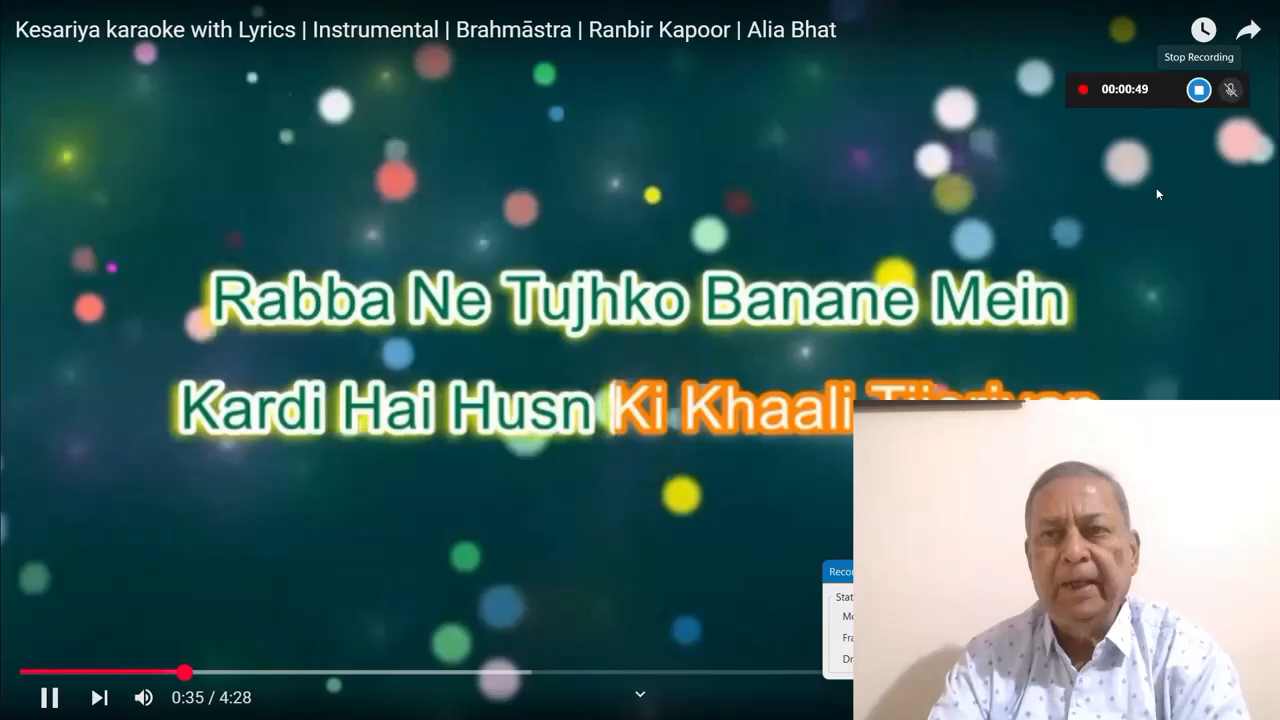 Kesariya karaoke with Lyrics | Instrumental | Brahmāstra | Ranbir Kapoor | Alia Bhat
Stop Recording
00:00:49
Rabba Ne Tujhko Banane Mein
Kardi Hai Husn Ki Khaali
0:35 / 4:28